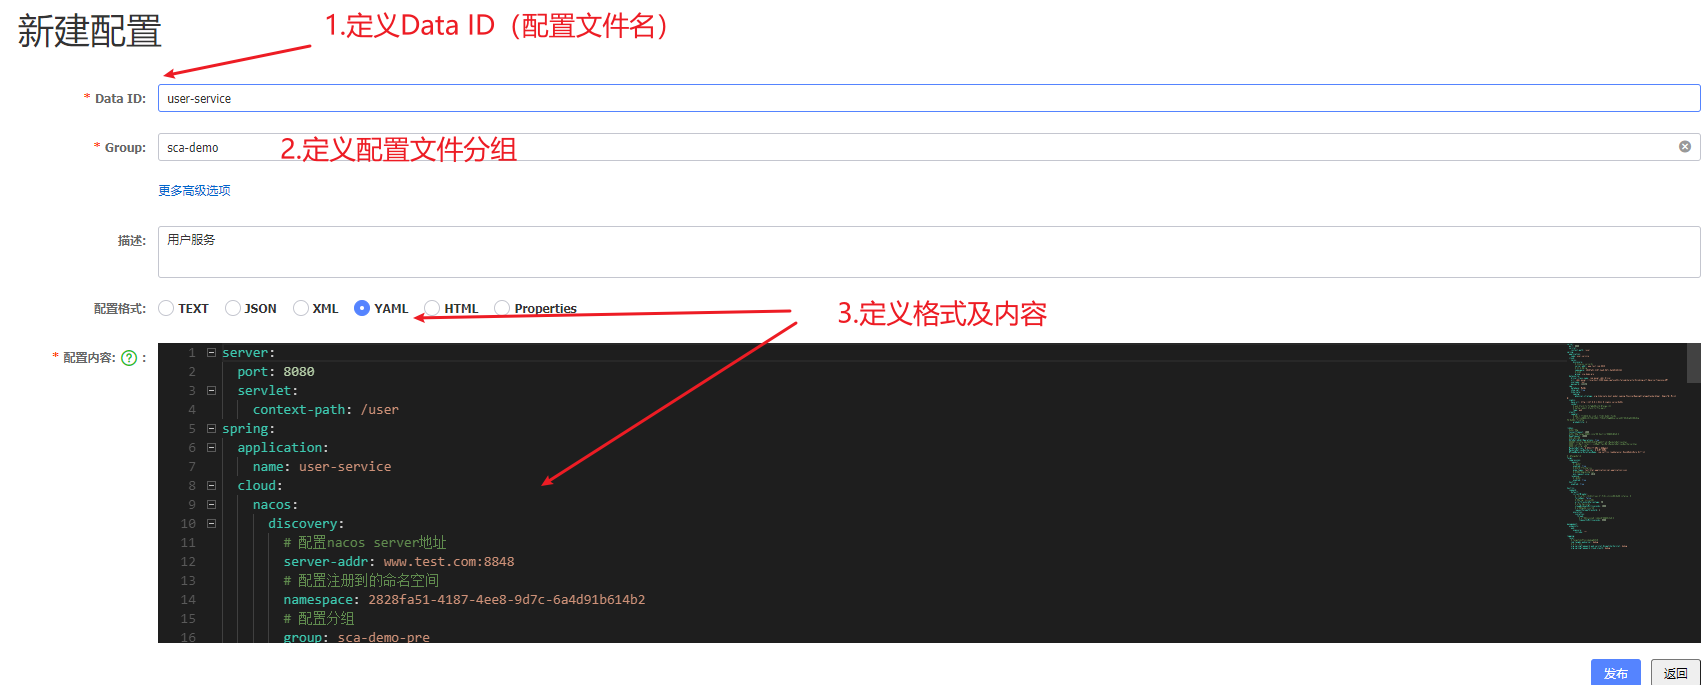 新建配置
1.定义Data ID（配置文件名）
* Data ID: user-service
* Group: sca-demo
2.定义配置文件分组
更多高级选项
描述: 用户服务
配置格式: TEXT JSON XML YAML HTML Properties
3.定义格式及内容
* 配置内容: ? :
1 server:
2 port: 8080
3 servlet:
4 context-path: /user
5 spring:
6 application:
7 name: user-service
8 cloud:
9 nacos:
10 discovery:
11 # 配置nacos server地址
12 server-addr: www.test.com:8848
13 # 配置注册到的命名空间
14 namespace: 2828fa51-4187-4ee8-9d7c-6a4d91b614b2
15 # 配置分组
16 group: sca-demo-pre
发布 返回